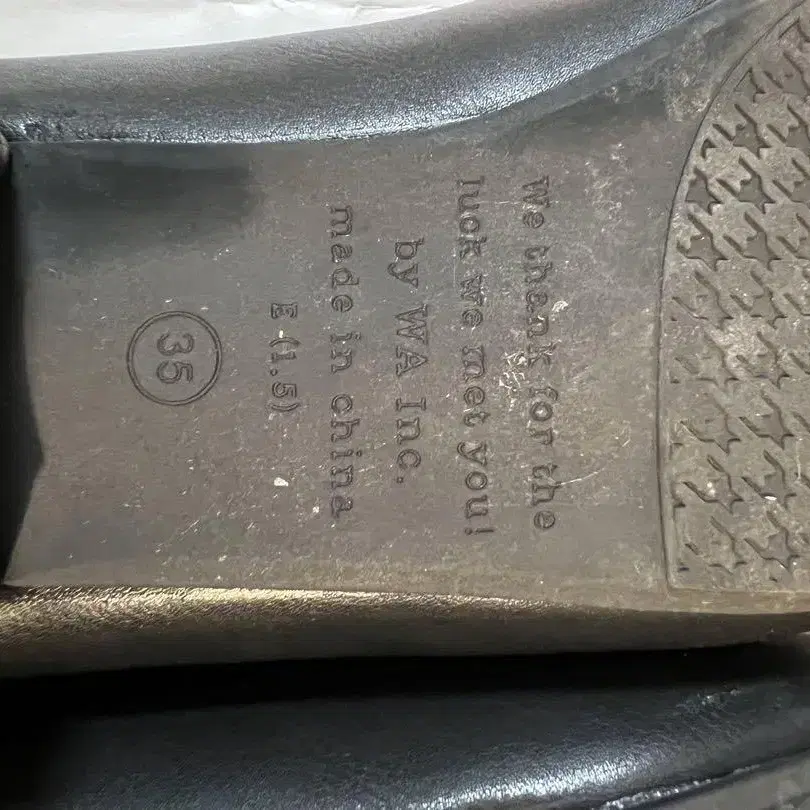 We thank for the
luck we met you!
by WA Inc.
made in china
E (1.5)
35